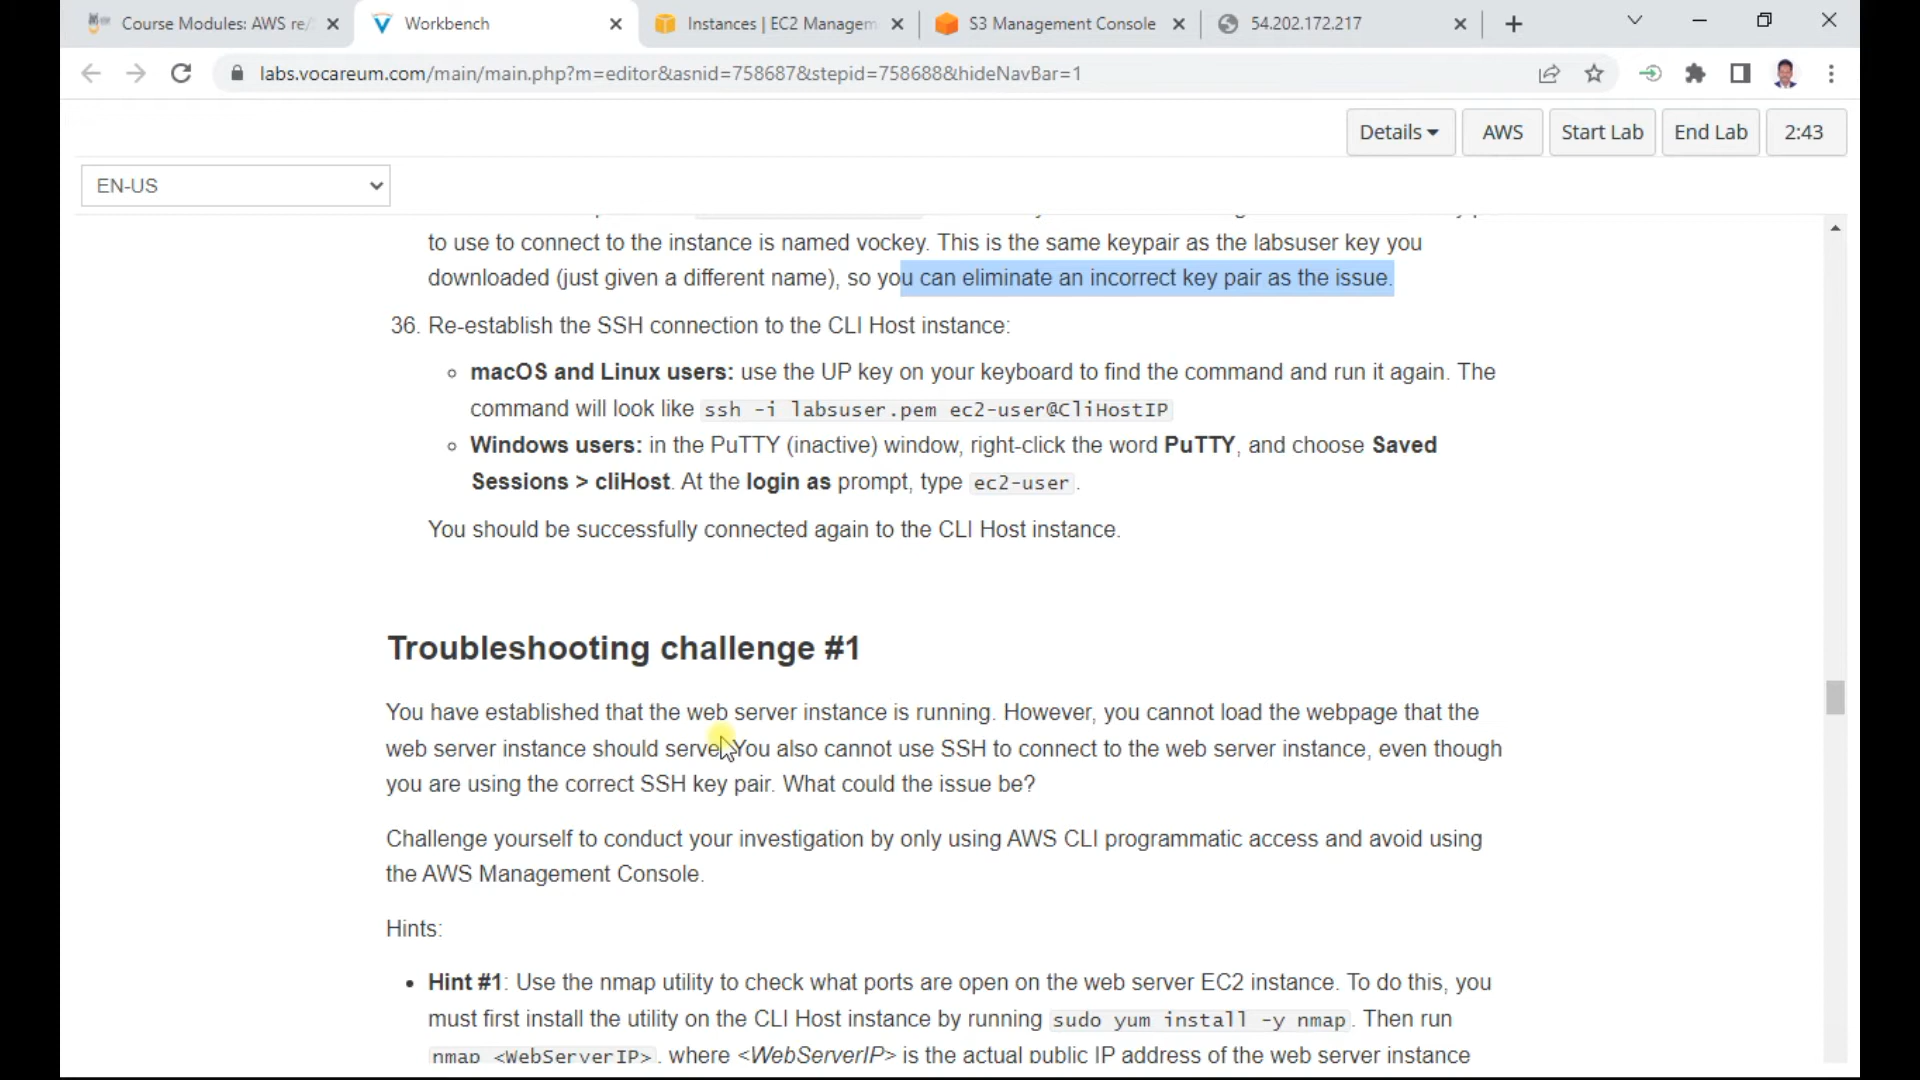 Course Modules: AWS re/
Workbench
Instances | EC2 Managem
S3 Management Console
54.202.172.217
labs.vocareum.com/main/main.php?m=editor&asnid=758687&stepid=758688&hideNavBar=1
Details
AWS
Start Lab
End Lab
2:43
EN-US
to use to connect to the instance is named vockey. This is the same keypair as the labsuser key you
downloaded (just given a different name), so you can eliminate an incorrect key pair as the issue.
36. Re-establish the SSH connection to the CLI Host instance:
macOS and Linux users: use the UP key on your keyboard to find the command and run it again. The
command will look like ssh -i labsuser.pem ec2-user@CliHostIP
Windows users: in the PuTTY (inactive) window, right-click the word PuTTY, and choose Saved
Sessions > cliHost. At the login as prompt, type ec2-user.
You should be successfully connected again to the CLI Host instance.
Troubleshooting challenge #1
You have established that the web server instance is running. However, you cannot load the webpage that the
web server instance should serve. You also cannot use SSH to connect to the web server instance, even though
you are using the correct SSH key pair. What could the issue be?
Challenge yourself to conduct your investigation by only using AWS CLI programmatic access and avoid using
the AWS Management Console.
Hints:
• Hint #1: Use the nmap utility to check what ports are open on the web server EC2 instance. To do this, you
must first install the utility on the CLI Host instance by running sudo yum install -y nmap. Then run
nmap <WebServerIP>, where <WebServerIP> is the actual public IP address of the web server instance